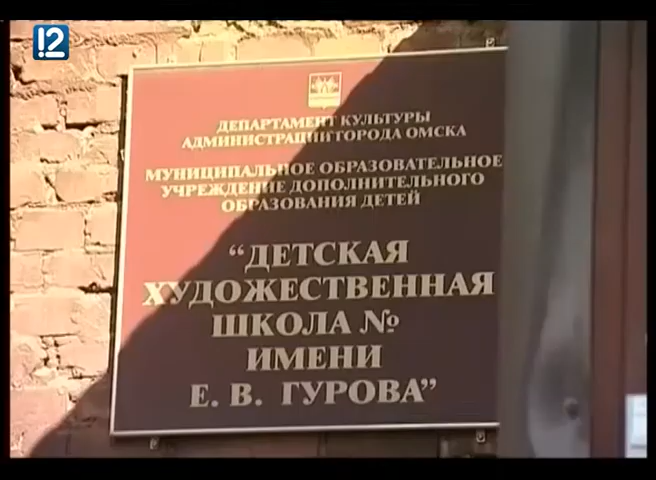 12
ДЕПАРТАМЕНТ КУЛЬТУРЫ
АДМИНИСТРАЦИИ ГОРОДА ОМСКА
МУНИЦИПАЛЬНОЕ ОБРАЗОВАТЕЛЬНОЕ
УЧРЕЖДЕНИЕ ДОПОЛНИТЕЛЬНОГО
ОБРАЗОВАНИЯ ДЕТЕЙ
“ДЕТСКАЯ
ХУДОЖЕСТВЕННАЯ
ШКОЛА №
ИМЕНИ
Е. В. ГУРОВА”